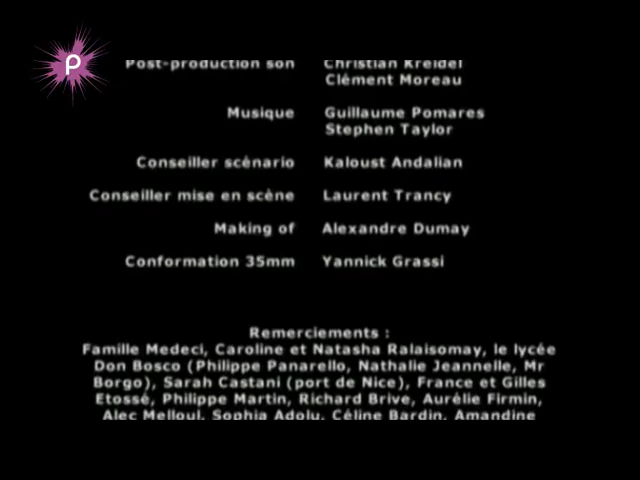 P
Post-production son Christian Kreidel
Clément Moreau
Musique Guillaume Pomares
Stephen Taylor
Conseiller scénario Kaloust Andalian
Conseiller mise en scène Laurent Trancy
Making of Alexandre Dumay
Conformation 35mm Yannick Grassi
Remerciements :
Famille Medeci, Caroline et Natasha Ralaisomay, le lycée
Don Bosco (Philippe Panarello, Nathalie Jeannelle, Mr
Borgo), Sarah Castani (port de Nice), France et Gilles
Etossé, Philippe Martin, Richard Brive, Aurélie Firmin,
Alec Melloul, Sophia Adolu, Céline Bardin, Amandine